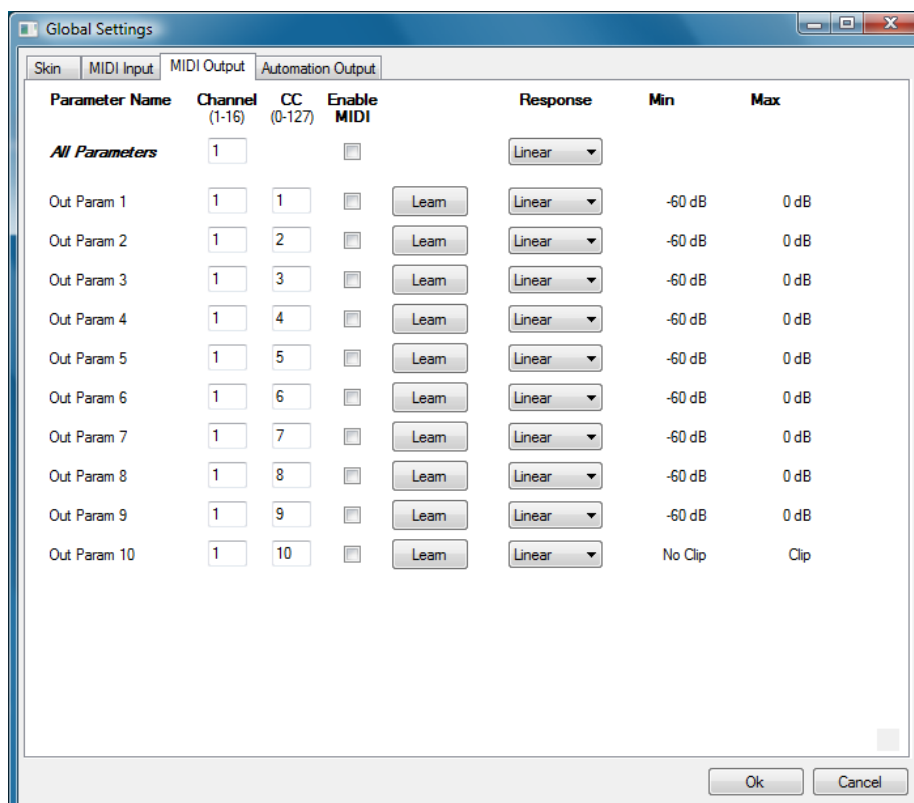 Global Settings
Skin MIDI Input MIDI Output Automation Output
Parameter Name Channel CC Enable Response Min Max
(1-16) (0-127) MIDI
All Parameters 1 Linear
Out Param 1 1 1 Learn Linear -60 dB 0 dB
Out Param 2 1 2 Learn Linear -60 dB 0 dB
Out Param 3 1 3 Learn Linear -60 dB 0 dB
Out Param 4 1 4 Learn Linear -60 dB 0 dB
Out Param 5 1 5 Learn Linear -60 dB 0 dB
Out Param 6 1 6 Learn Linear -60 dB 0 dB
Out Param 7 1 7 Learn Linear -60 dB 0 dB
Out Param 8 1 8 Learn Linear -60 dB 0 dB
Out Param 9 1 9 Learn Linear -60 dB 0 dB
Out Param 10 1 10 Learn Linear No Clip Clip
Ok Cancel